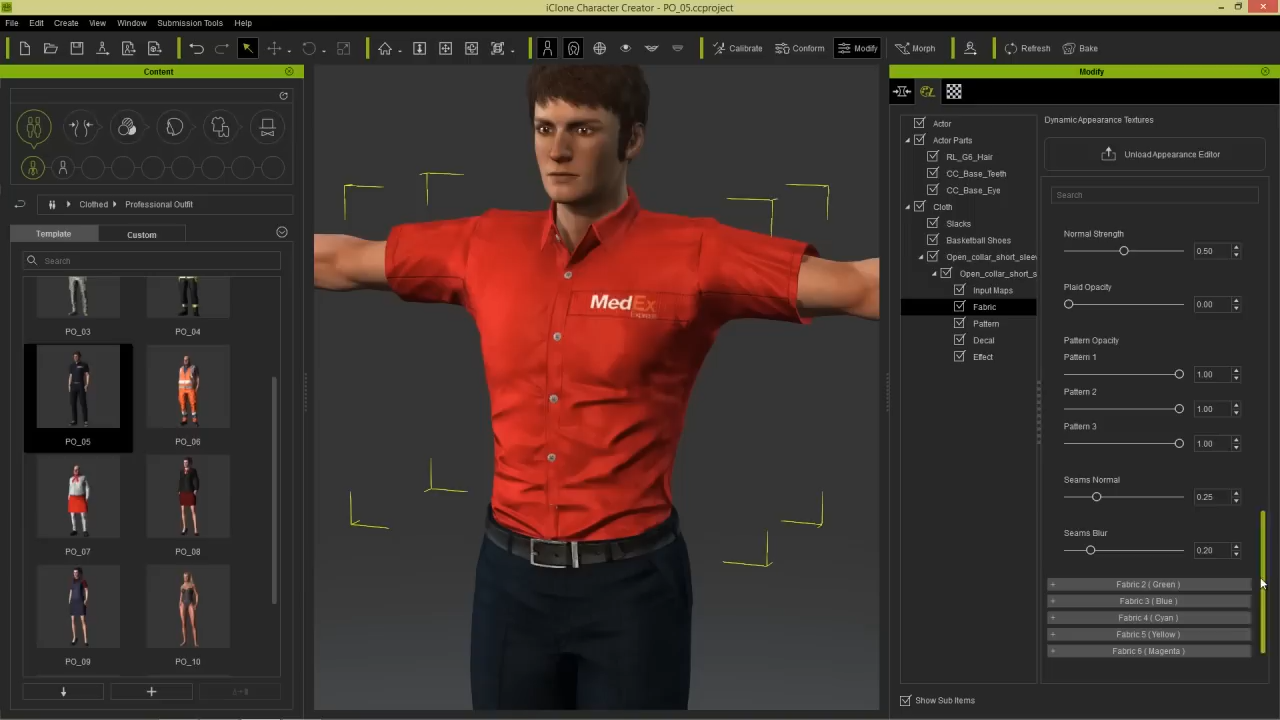 iClone Character Creator - PO_05.ccproject
File Edit Create View Window Submission Tools Help
Calibrate Conform Modify Morph Refresh Bake
Content
Clothed Professional Outfit
Template Custom
Search
PO_03 PO_04
PO_05 PO_06
PO_07 PO_08
PO_09 PO_10
MedEx
Express
Modify
Actor
Actor Parts
RL_G6_Hair
CC_Base_Teeth
CC_Base_Eye
Cloth
Slacks
Basketball Shoes
Open_collar_short_slee
Open_collar_short_s
Input Maps
Fabric
Pattern
Decal
Effect
Show Sub Items
Dynamic Appearance Textures
Unload Appearance Editor
Search
Normal Strength
0.50
Plaid Opacity
0.00
Pattern Opacity
Pattern 1
1.00
Pattern 2
1.00
Pattern 3
1.00
Seams Normal
0.25
Seams Blur
0.20
+ Fabric 2 ( Green )
+ Fabric 3 ( Blue )
+ Fabric 4 ( Cyan )
+ Fabric 5 ( Yellow )
+ Fabric 6 ( Magenta )